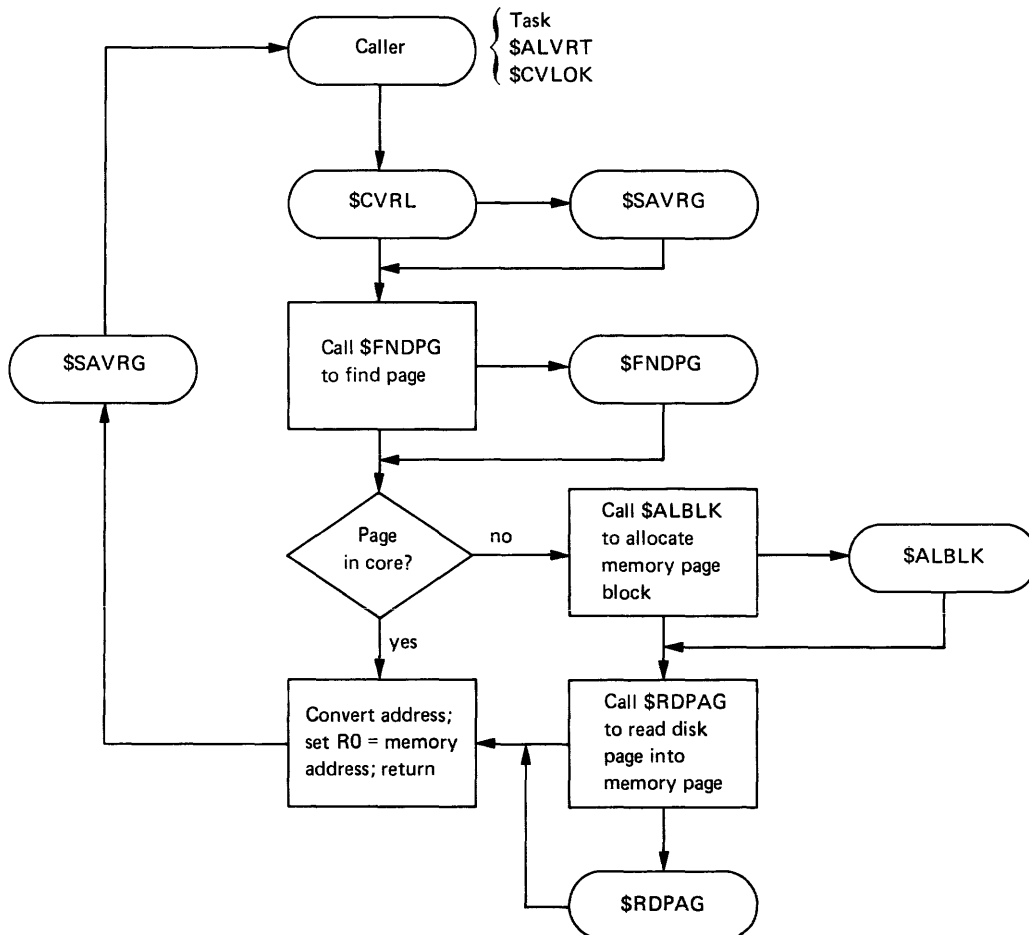 Caller
Task
$ALVRT
$CVLOK
$CVRL
$SAVRG
Call $FNDPG
to find page
$FNDPG
$SAVRG
Page
in core?
no
yes
Call $ALBLK
to allocate
memory page
block
$ALBLK
Convert address;
set R0 = memory
address; return
Call $RDPAG
to read disk
page into
memory page
$RDPAG